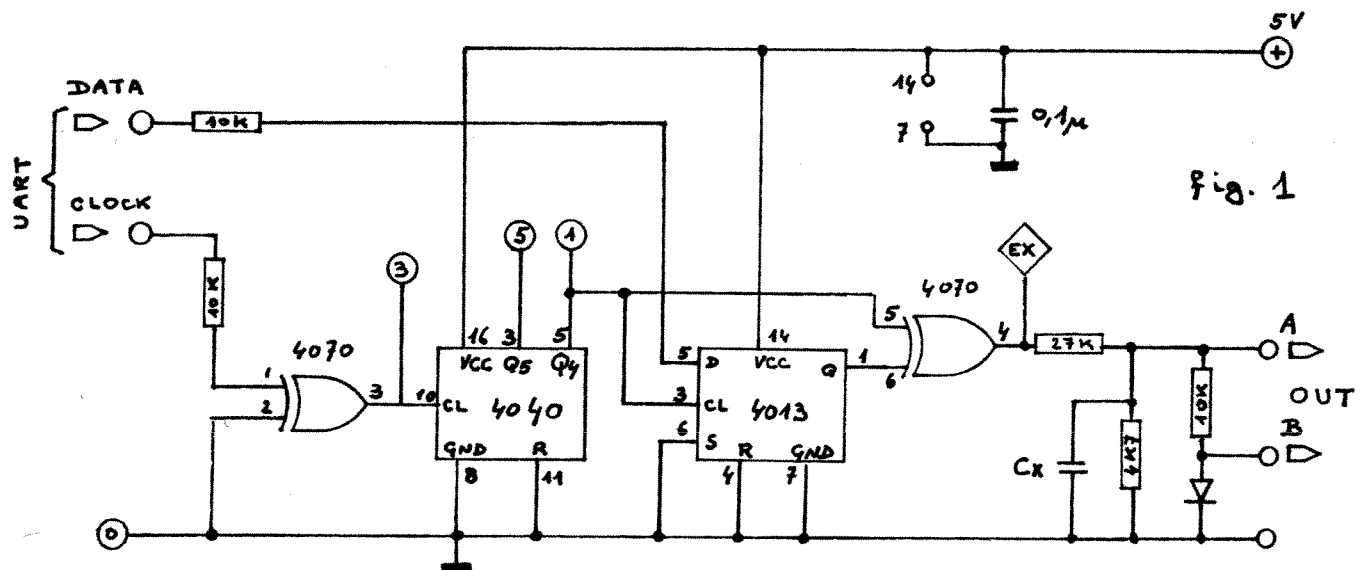 5V
+
DATA
10K
14
7
0,1µ
UART
CLOCK
fig. 1
10K
3
5
1
EX
4070
4070
1
2
3
10
16
3
5
VCC
Q5
Q4
CL
4040
GND
R
8
11
5
3
6
14
D
VCC
Q
CL
4013
S
R
GND
4
7
1
5
6
4
27K
A
OUT
10K
B
Cx
4K7
0